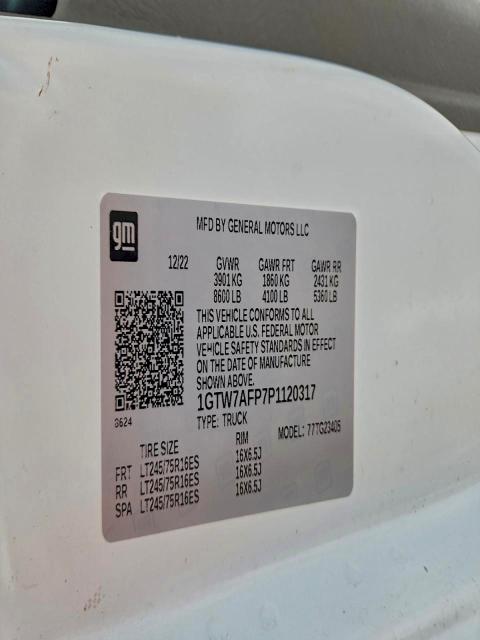 gm
MFD BY GENERAL MOTORS LLC
12/22 GVWR GAWR FRT GAWR RR
3901 KG 1860 KG 2431 KG
8600 LB 4100 LB 5360 LB
THIS VEHICLE CONFORMS TO ALL
APPLICABLE U.S. FEDERAL MOTOR
VEHICLE SAFETY STANDARDS IN EFFECT
ON THE DATE OF MANUFACTURE
1GTW7AFP7P1120317
8624 TYPE: TRUCK MODEL: 77TG23405
TIRE SIZE RIM
FRT LT245/75R16ES 16X6.5J
RR LT245/75R16ES 16X6.5J
SPA LT245/75R16ES 16X6.5J